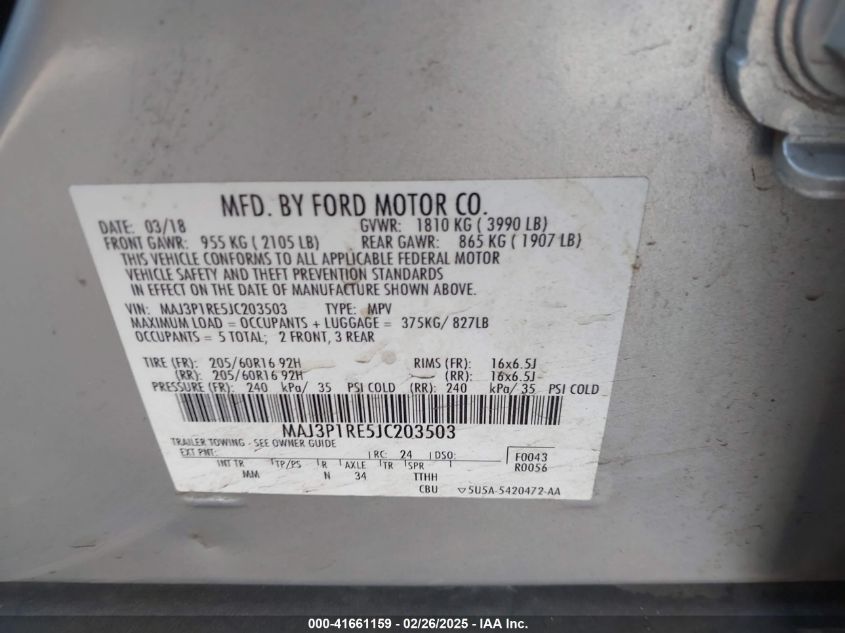 MFD. BY FORD MOTOR CO.
DATE: 03/18 GVWR: 1810 KG ( 3990 LB)
FRONT GAWR: 955 KG ( 2105 LB) REAR GAWR: 865 KG ( 1907 LB)
THIS VEHICLE CONFORMS TO ALL APPLICABLE FEDERAL MOTOR
VEHICLE SAFETY AND THEFT PREVENTION STANDARDS
IN EFFECT ON THE DATE OF MANUFACTURE SHOWN ABOVE.
VIN: MAJ3P1RE5JC203503 TYPE: MPV
MAXIMUM LOAD = OCCUPANTS + LUGGAGE = 375KG/ 827LB
OCCUPANTS = 5 TOTAL; 2 FRONT, 3 REAR
TIRE (FR): 205/60R16 92H RIMS (FR): 16x6.5J
(RR): 205/60R16 92H (RR): 16x6.5J
PRESSURE (FR): 240 kPa/ 35 PSI COLD (RR): 240 kPa/ 35 PSI COLD
MAJ3P1RE5JC203503
TRAILER TOWING - SEE OWNER GUIDE
EXT PNT: RC: 24 DSO: F0043
INT TR TP/PS R AXLE TR SPR R0056
MM N 34 TTHH
CBU ▽5U5A-5420472-AA
000-41661159 / 02/26/2025 - IAA Inc.